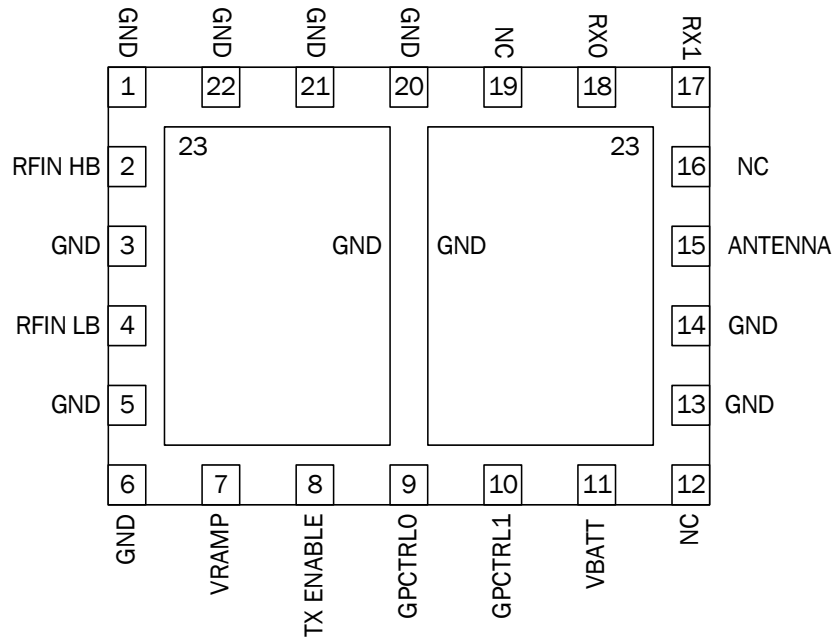 GND
GND
GND
GND
NC
RX0
RX1
1
22
21
20
19
18
17
23
23
RFIN HB
2
16
NC
GND
3
GND
GND
15
ANTENNA
RFIN LB
4
14
GND
GND
5
13
GND
6
7
8
9
10
11
12
GND
VRAMP
TX ENABLE
GPCTRL0
GPCTRL1
VBATT
NC